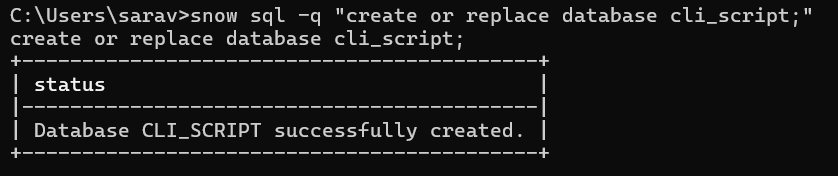 C:\Users\sarav>snow sql -q "create or replace database cli_script;"
create or replace database cli_script;
+-------------------------------------------+
| status                                    |
|-------------------------------------------|
| Database CLI_SCRIPT successfully created. |
+-------------------------------------------+